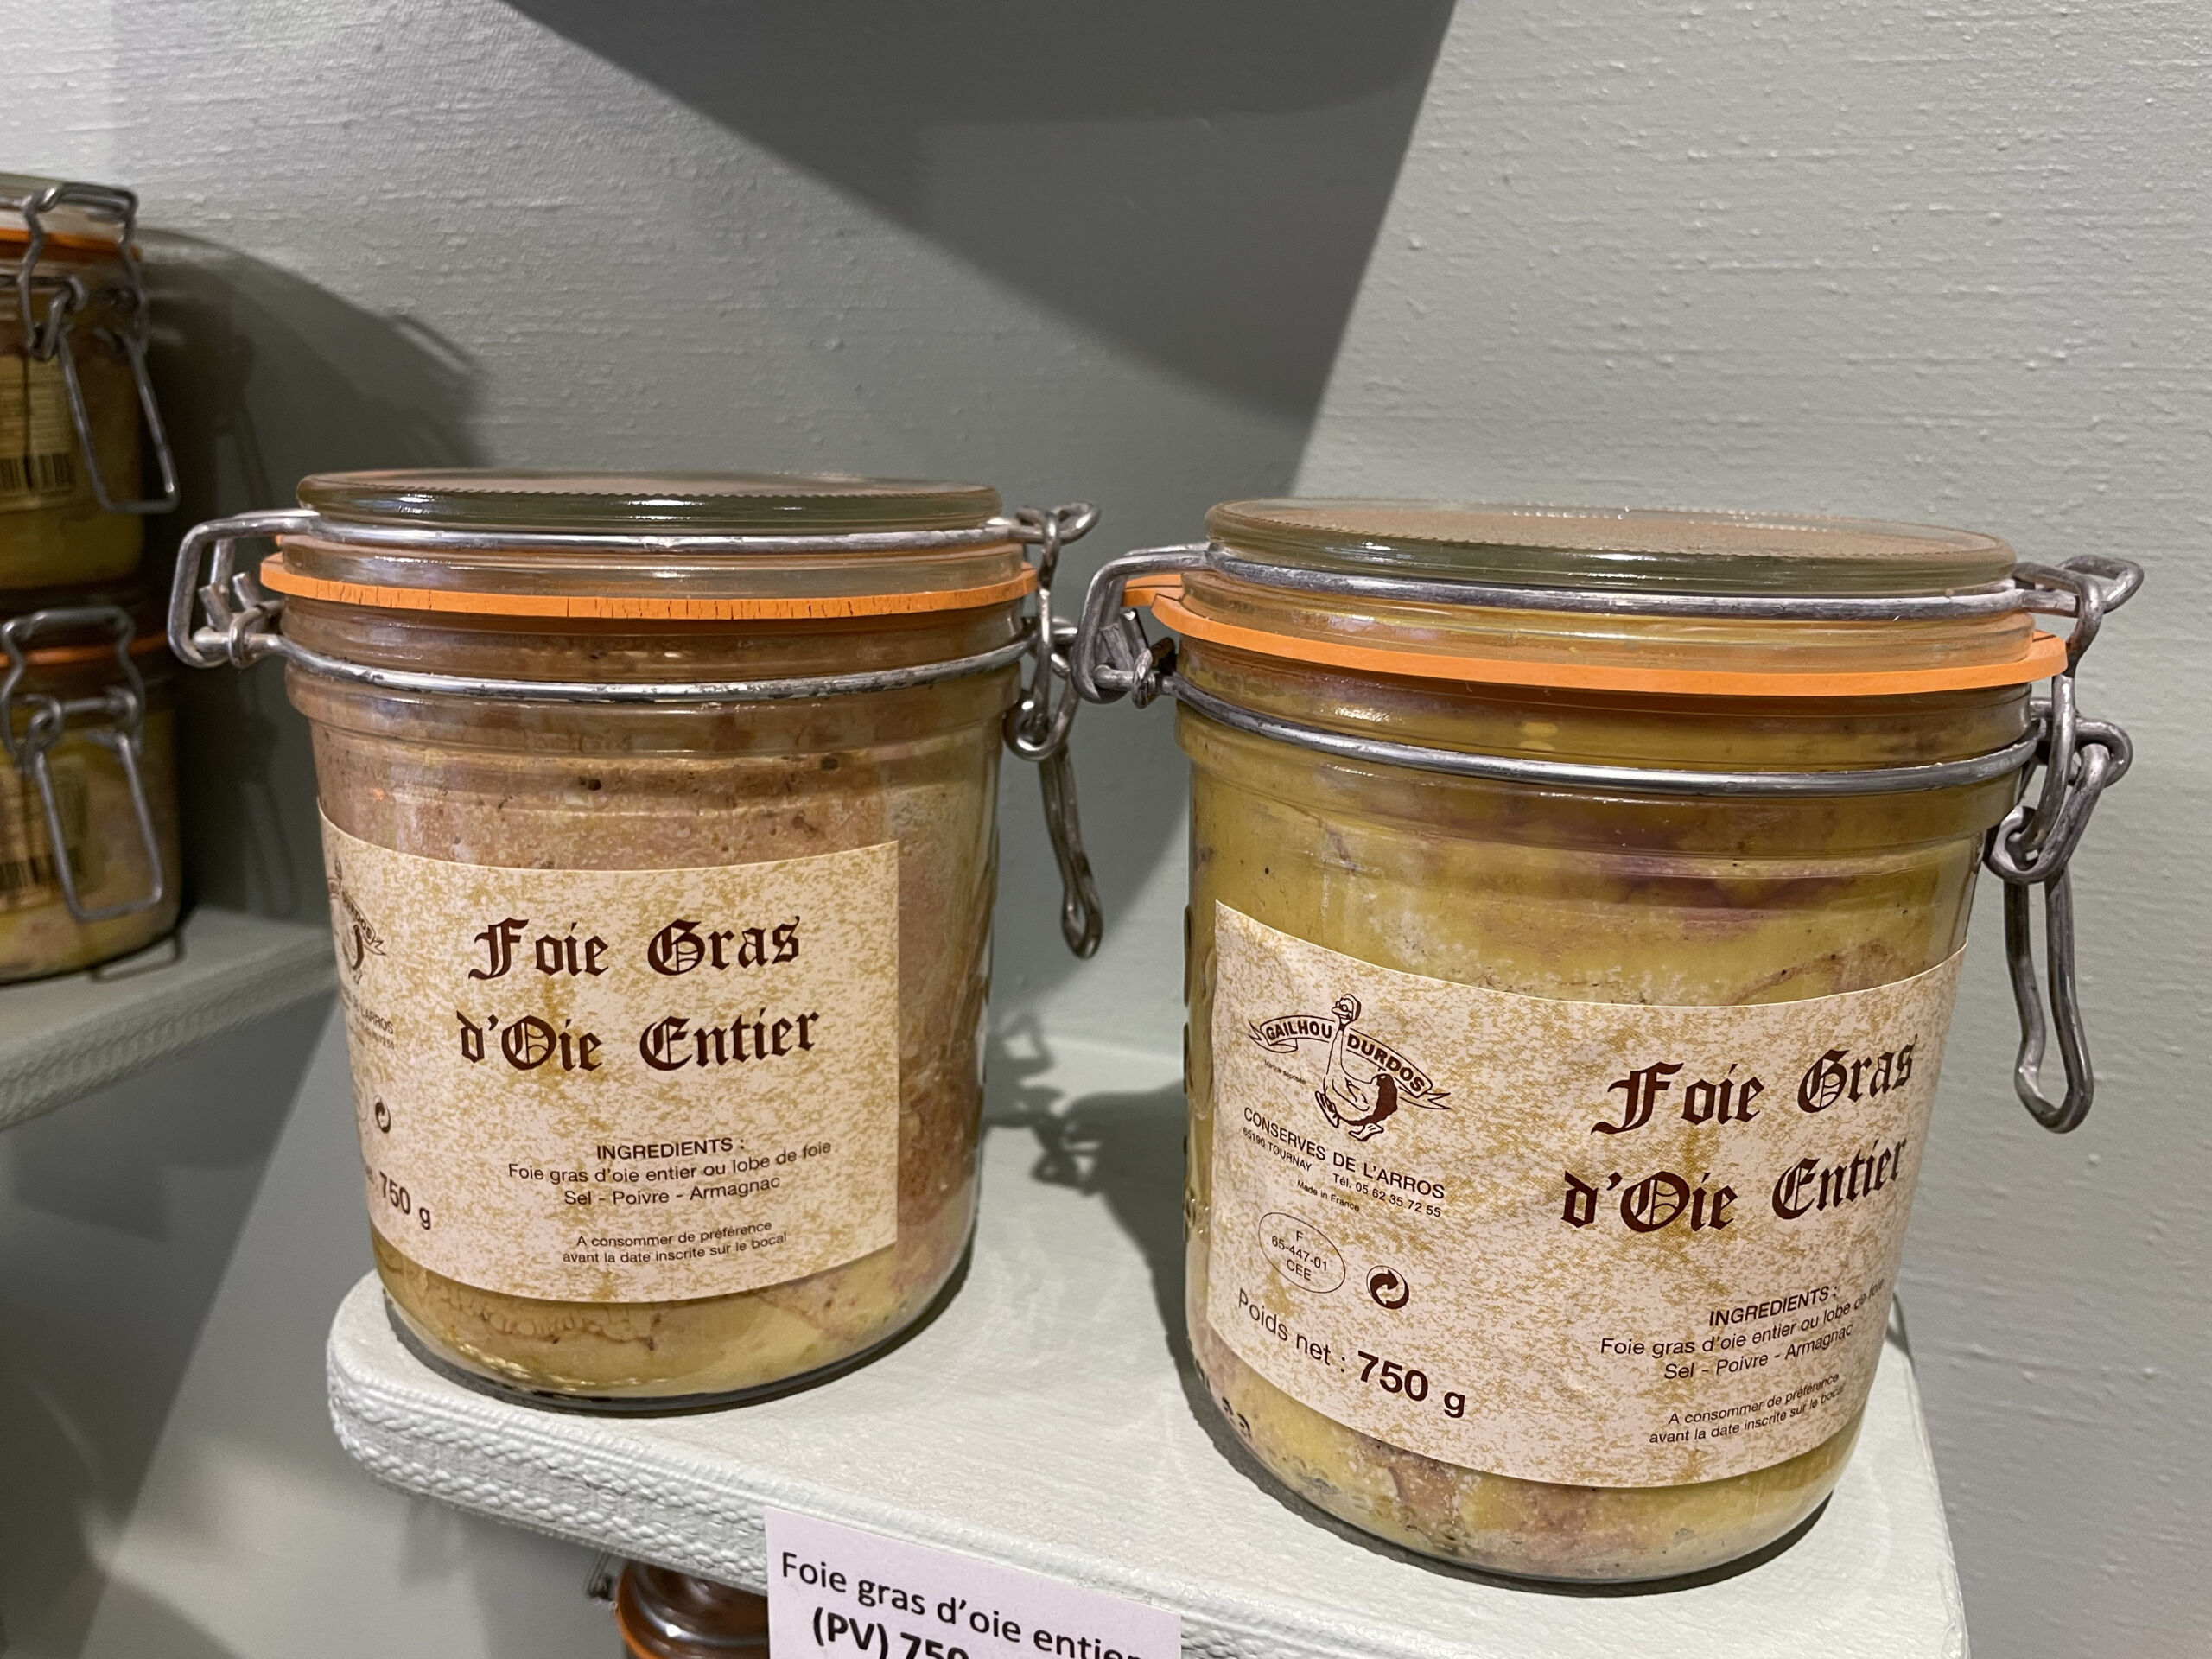 Foie Gras
d'Oie Entier
INGREDIENTS :
Foie gras d'oie entier ou lobe de foie
Sel - Poivre - Armagnac
A consommer de préférence
avant la date inscrite sur le bocal
750 g
GAILHOU DURDOS
Marque déposée
CONSERVES DE L'ARROS
65190 TOURNAY Tél. 05 62 35 72 55
Made in France
F
65-447-01
CEE
Poids net : 750 g
Foie Gras
d'Oie Entier
INGREDIENTS :
Foie gras d'oie entier ou lobe de foie
Sel - Poivre - Armagnac
A consommer de préférence
avant la date inscrite sur le bocal
Foie gras d'oie entier
(PV) 750